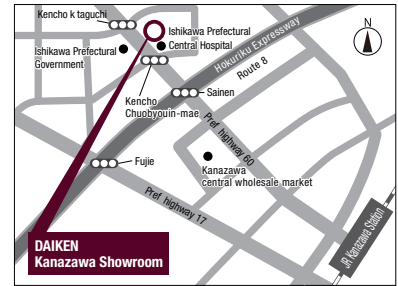 Kencho k taguchi
Ishikawa Prefectural
Central Hospital
N
Ishikawa Prefectural
Government
Hokuriku Expressway
Route 8
Kencho
Chuobyouin-mae
Sainen
Pref highway 60
Fujie
Kanazawa
central wholesale market
Pref highway 17
JR Kanazawa Station
DAIKEN
Kanazawa Showroom